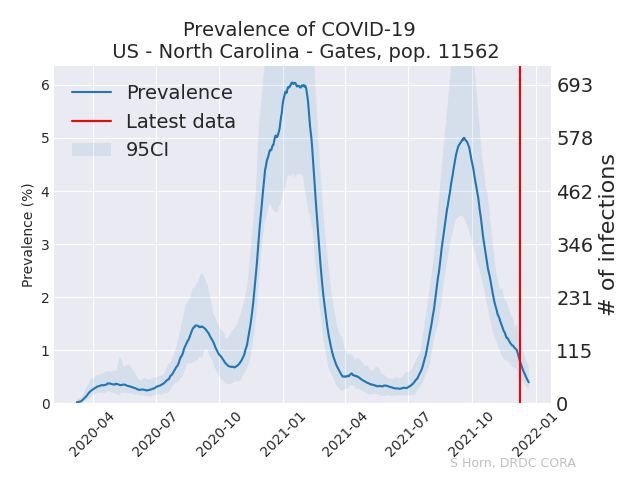 Prevalence of COVID-19
US - North Carolina - Gates, pop. 11562
Prevalence
Latest data
95CI
Prevalence (%)
6
5
4
3
2
1
0
693
578
462
346
231
115
0
# of infections
2020-04
2020-07
2020-10
2021-01
2021-04
2021-07
2021-10
2022-01
S Horn, DRDC CORA